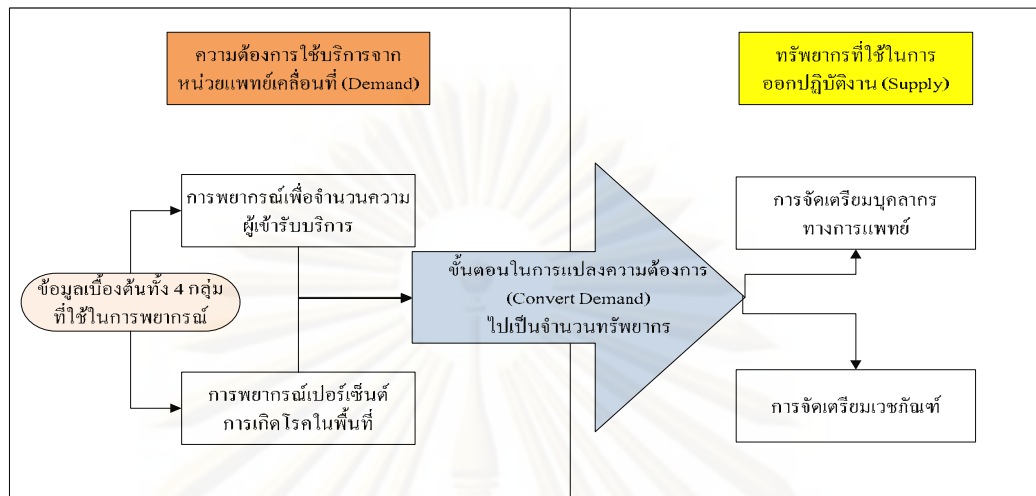 ความต้องการใช้บริการจาก
หน่วยแพทย์เคลื่อนที่ (Demand)
ทรัพยากรที่ใช้ในการ
ออกปฏิบัติงาน (Supply)
การพยากรณ์เพื่อจำนวนความ
ผู้เข้ารับบริการ
ข้อมูลเบื้องต้นทั้ง 4 กลุ่ม
ที่ใช้ในการพยากรณ์
การพยากรณ์เปอร์เซ็นต์
การเกิดโรคในพื้นที่
ขั้นตอนในการแปลงความต้องการ
(Convert Demand)
ไปเป็นจำนวนทรัพยากร
การจัดเตรียมบุคลากร
ทางการแพทย์
การจัดเตรียมเวชภัณฑ์